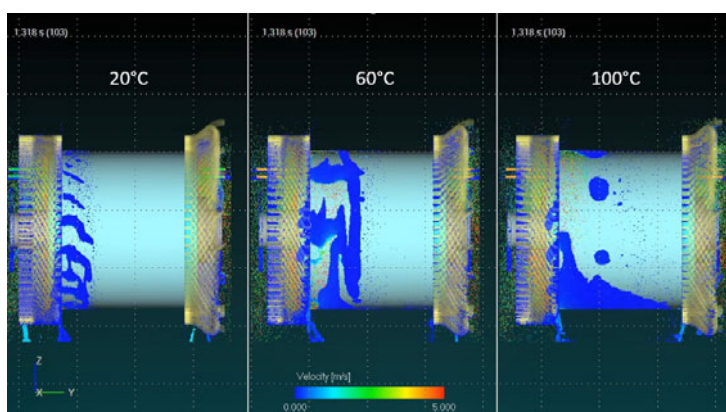 1,318 s (103)
1,318 s (103)
1,318 s (103)
20°C
60°C
100°C
Z
X
Y
Velocity [m/s]
0.000
5.000